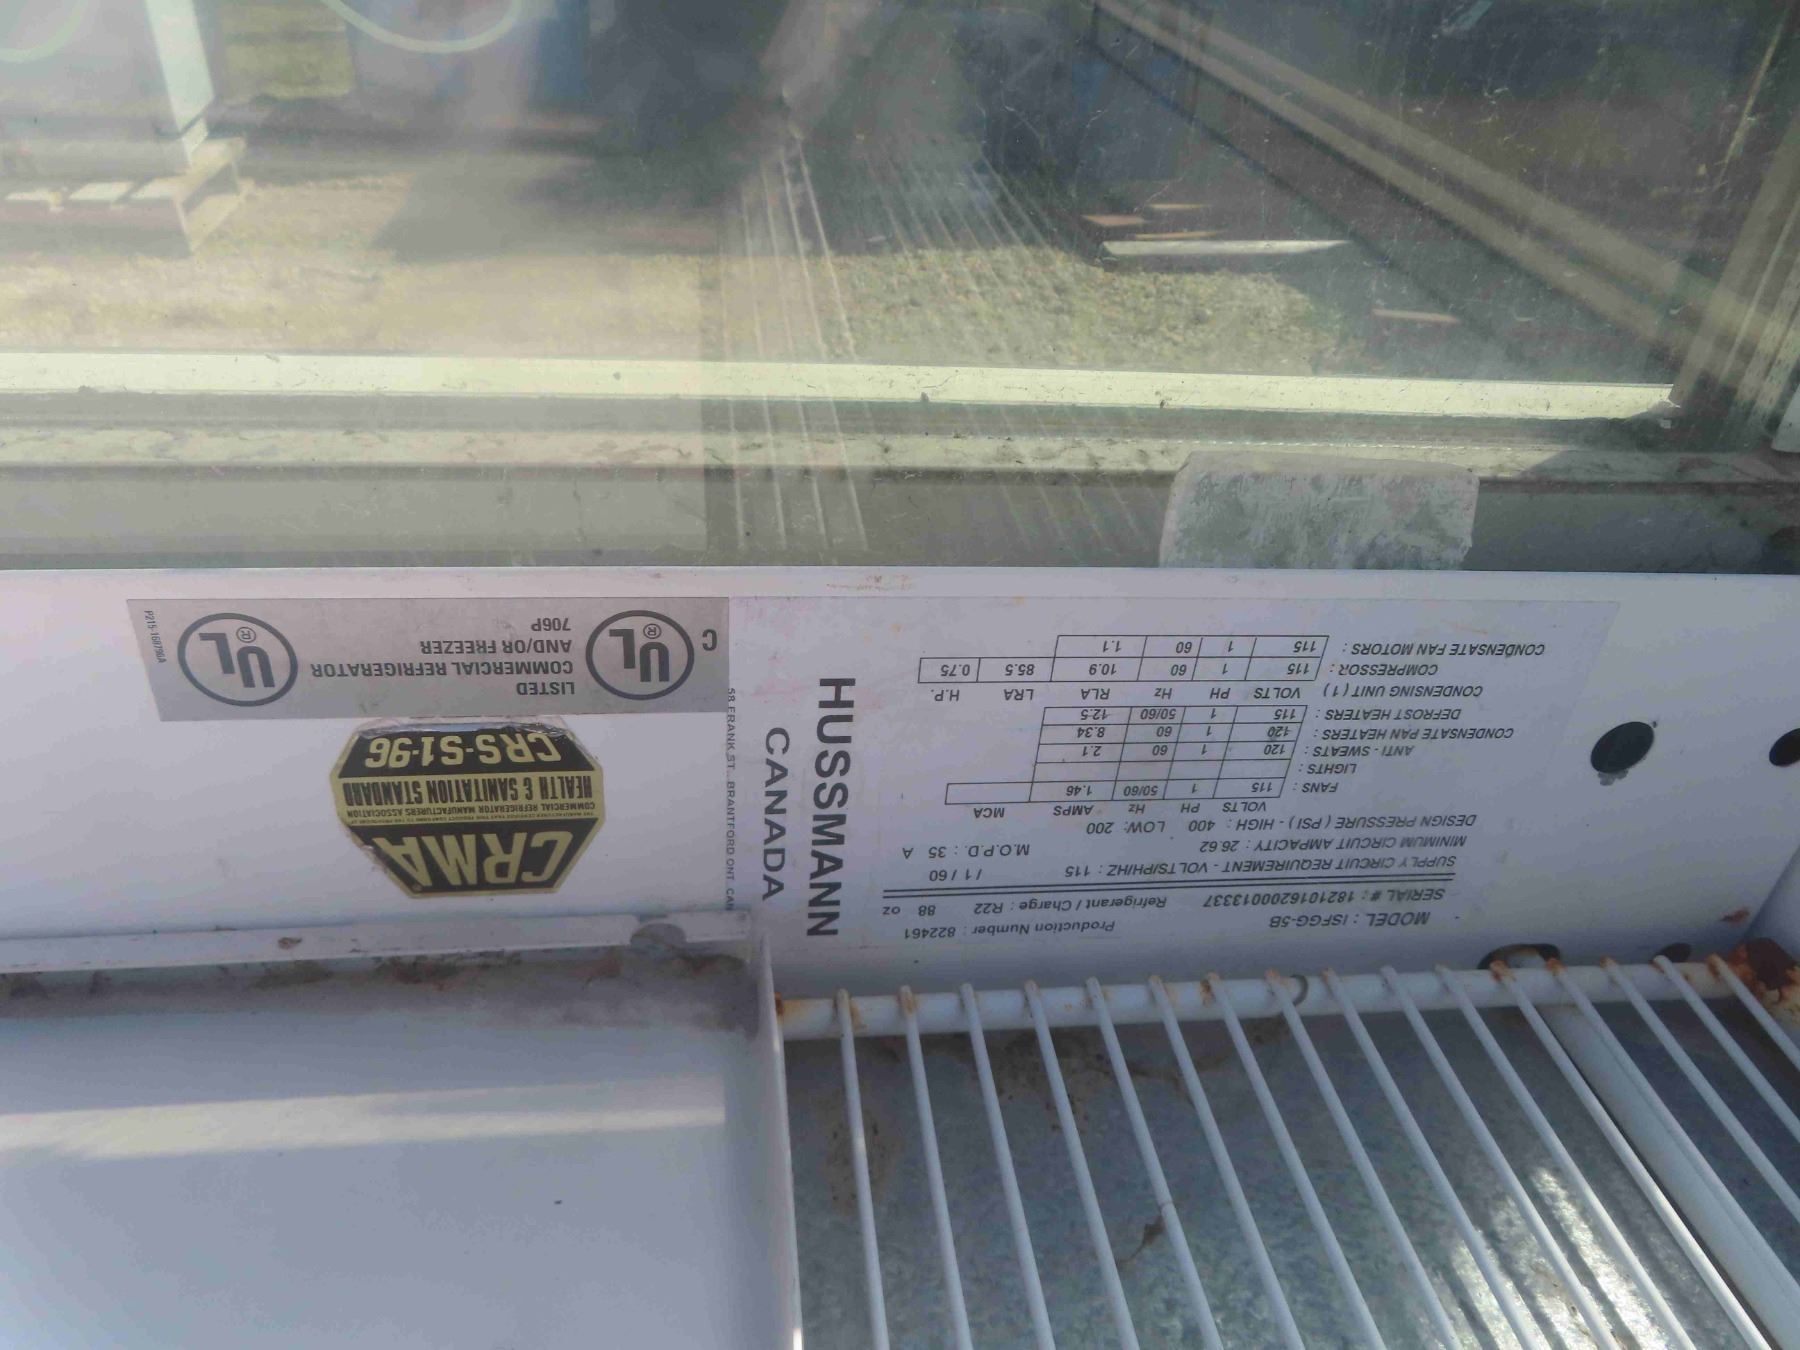 MODEL : ISFGG-5B
Production Number : 822461
SERIAL # : 1821016200013337
Refrigerant / Charge : R22 88 oz
SUPPLY CIRCUIT REQUIREMENT - VOLTS/PH/HZ : 115 / 1 / 60
MINIMUM CIRCUIT AMPACITY : 26.62 M.O.P.D. : 35 A
DESIGN PRESSURE ( PSI ) - HIGH : 400 LOW: 200
VOLTS PH Hz AMPS MCA
FANS : 115 1 50/60 1.46
LIGHTS :
ANTI - SWEATS : 120 1 60 2.1
CONDENSATE PAN HEATERS : 120 1 60 8.34
DEFROST HEATERS : 115 1 50/60 12.5
CONDENSING UNIT ( 1 ) VOLTS PH Hz RLA LRA H.P.
COMPRESSOR : 115 1 60 10.9 85.5 0.75
CONDENSATE FAN MOTORS : 115 1 60 1.1
HUSSMANN
CANADA
58 FRANK ST. BRANTFORD ONT. CAN
CRMA
COMMERCIAL REFRIGERATOR MANUFACTURERS ASSOCIATION
HEALTH & SANITATION STANDARD
CRS-S1-96
C UL ®
LISTED
COMMERCIAL REFRIGERATOR
AND/OR FREEZER
706P
UL ®